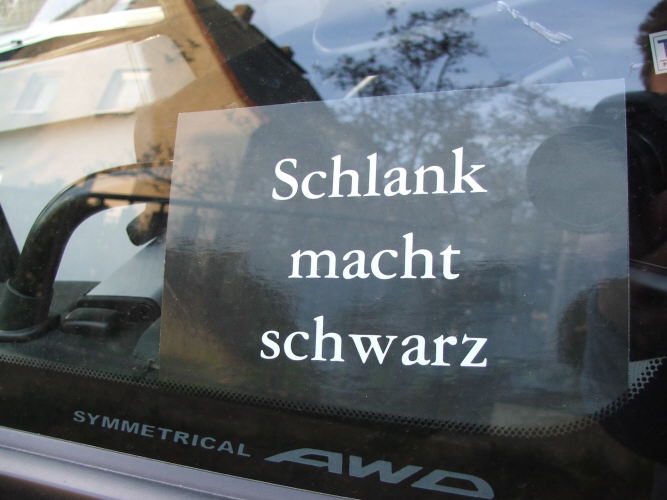 Schlank
macht
schwarz
SYMMETRICAL AWD